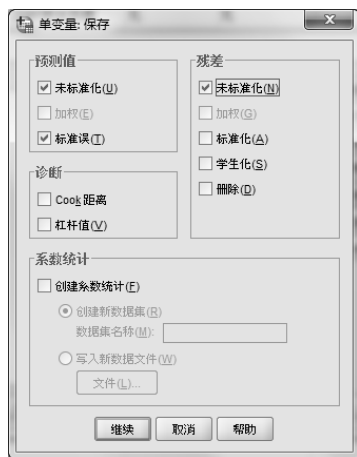 单变量: 保存
预测值
未标准化(U)
加权(E)
标准误(T)
诊断
Cook 距离
杠杆值(V)
残差
未标准化(N)
加权(G)
标准化(A)
学生化(S)
删除(D)
系数统计
创建系数统计(F)
创建新数据集(R)
数据集名称(M):
写入新数据文件(W)
文件(L)...
继续
取消
帮助